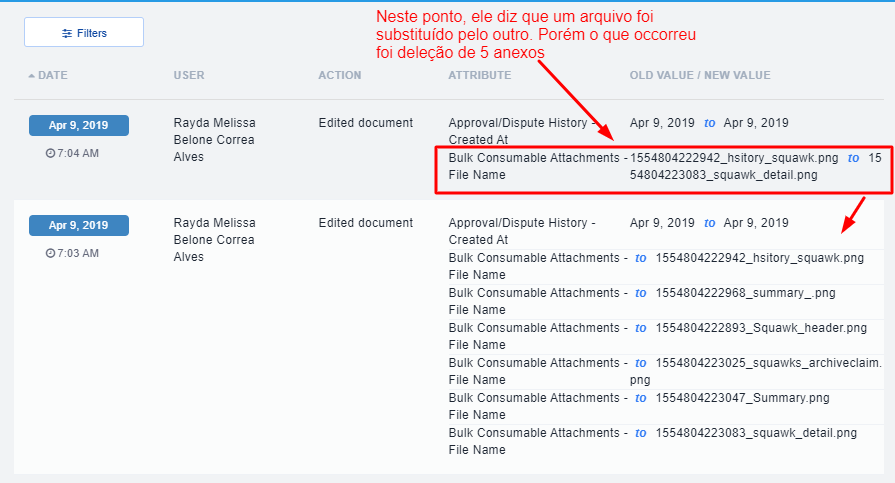 Neste ponto, ele diz que um arquivo foi
substituído pelo outro. Porém o que occorreu
foi deleção de 5 anexos
Filters
DATE USER ACTION ATTRIBUTE OLD VALUE / NEW VALUE
Apr 9, 2019 Rayda Melissa Edited document Approval/Dispute History - Apr 9, 2019 to Apr 9, 2019
Belone Correa Created At
7:04 AM Alves Bulk Consumable Attachments - 1554804222942_hsitory_squawk.png to 15
File Name 54804223083_squawk_detail.png
Apr 9, 2019 Rayda Melissa Edited document Approval/Dispute History - Apr 9, 2019 to Apr 9, 2019
Belone Correa Created At
7:03 AM Alves Bulk Consumable Attachments - to 1554804222942_hsitory_squawk.png
File Name
Bulk Consumable Attachments - to 1554804222968_summary_.png
File Name
Bulk Consumable Attachments - to 1554804222893_Squawk_header.png
File Name
Bulk Consumable Attachments - to 1554804223025_squawks_archiveclaim.
File Name png
Bulk Consumable Attachments - to 1554804223047_Summary.png
File Name
Bulk Consumable Attachments - to 1554804223083_squawk_detail.png
File Name